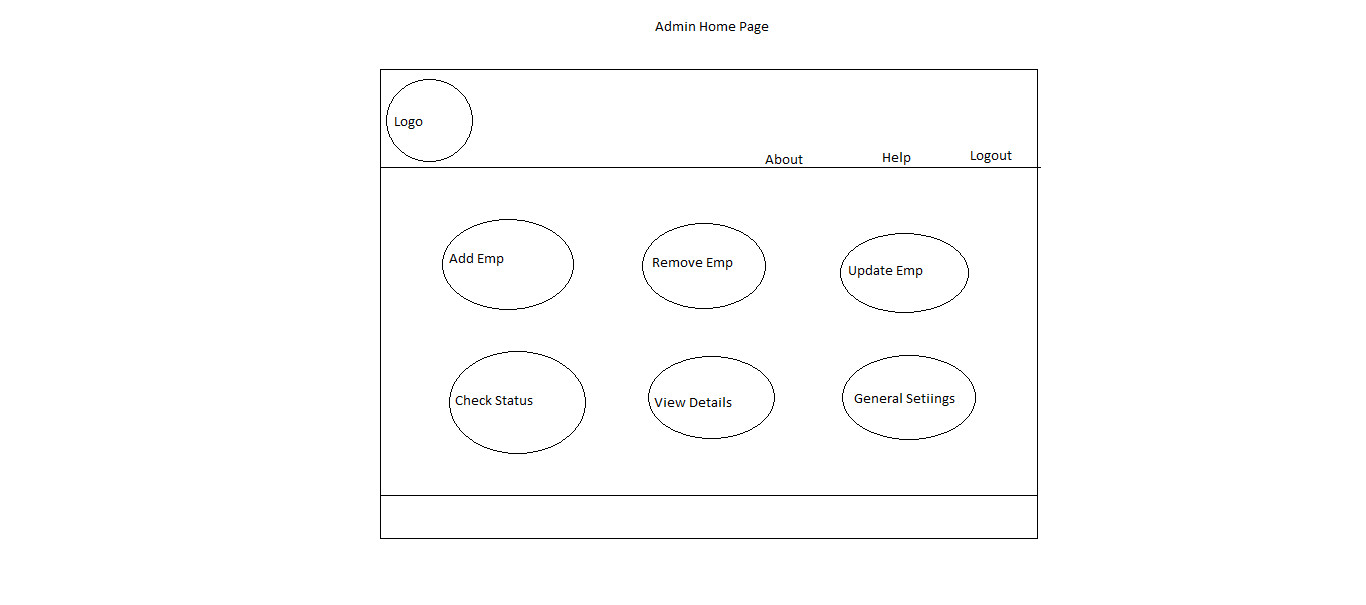 Admin Home Page
Logo
About
Help
Logout
Add Emp
Remove Emp
Update Emp
Check Status
View Details
General Setiings